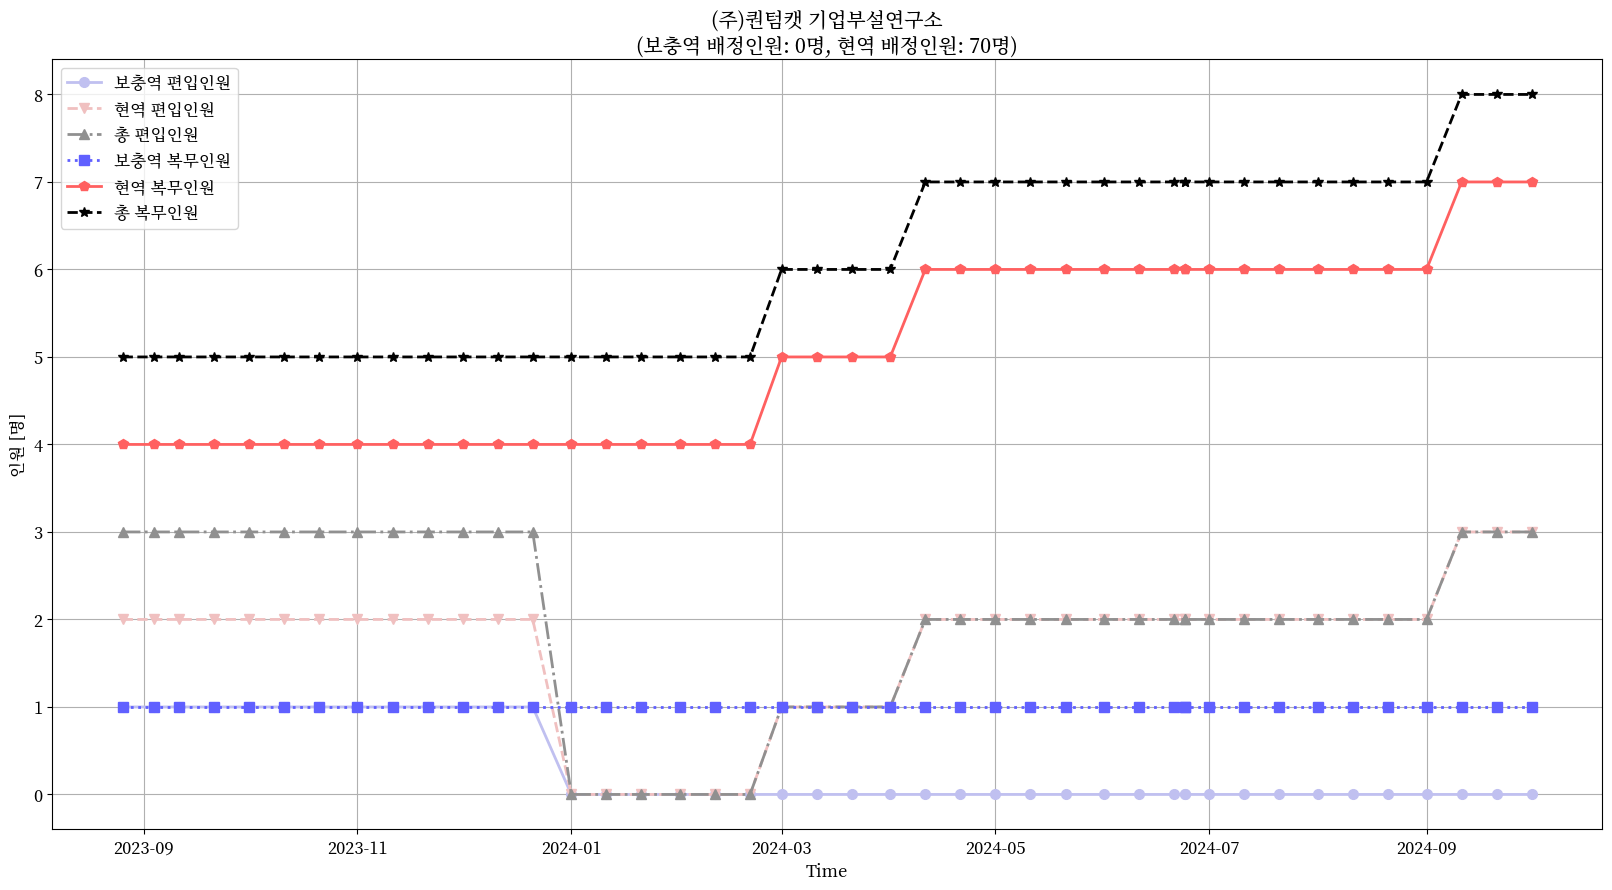 (주)퀀텀캣 기업부설연구소
(보충역 배정인원: 0명, 현역 배정인원: 70명)
보충역 편입인원
현역 편입인원
총 편입인원
보충역 복무인원
현역 복무인원
총 복무인원
8
7
6
5
4
3
2
1
0
인원 [명]
2023-09
2023-11
2024-01
2024-03
2024-05
2024-07
2024-09
Time